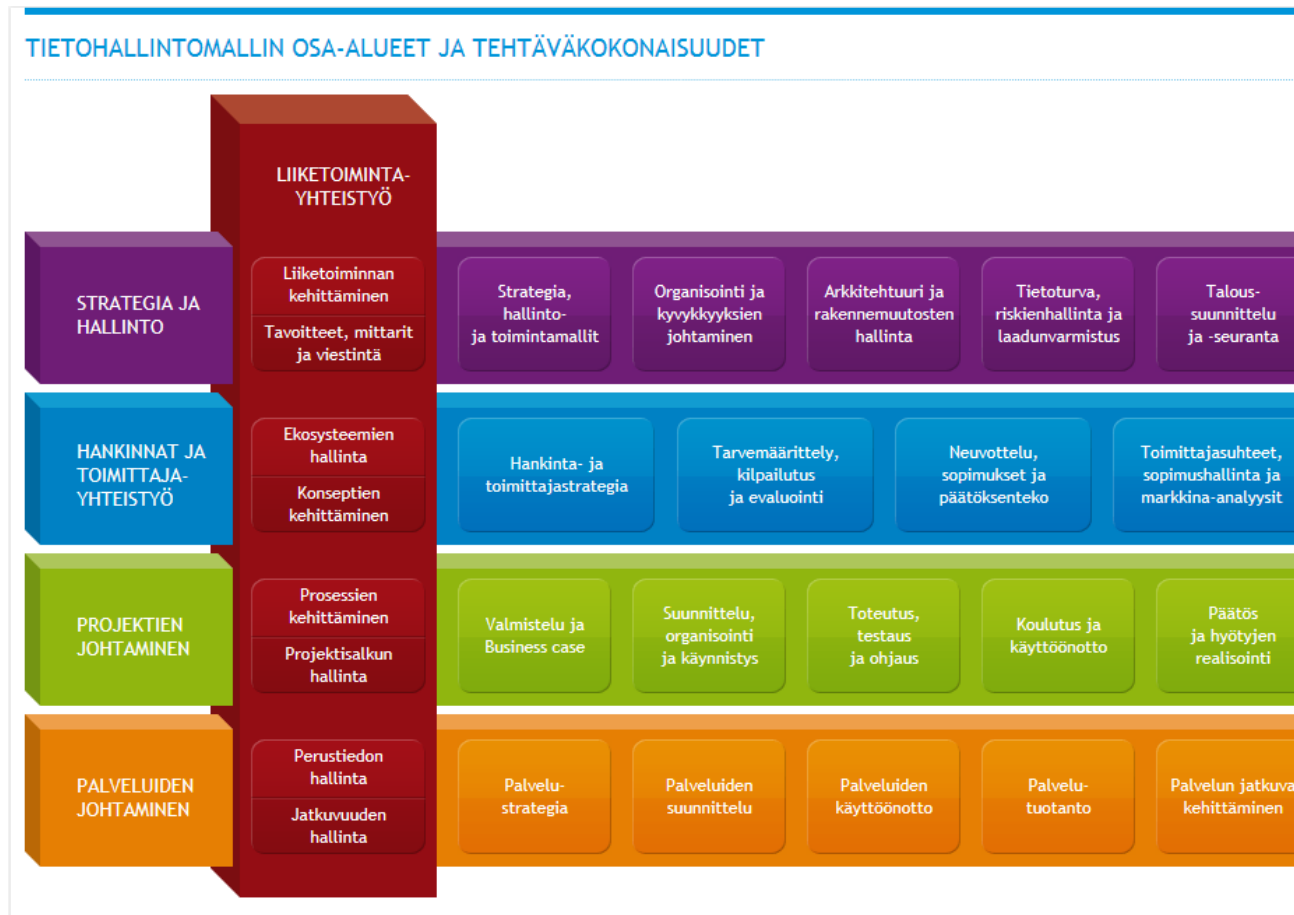 TIETOHALLINTOMALLIN OSA-ALUEET JA TEHTÄVÄKOKONAISUUDET
LIIKETOIMINTA-
YHTEISTYÖ
STRATEGIA JA
HALLINTO
Liiketoiminnan
kehittäminen
Tavoitteet, mittarit
ja viestintä
Strategia,
hallinto-
ja toimintamallit
Organisointi ja
kyvykkyyksien
johtaminen
Arkkitehtuuri ja
rakennemuutosten
hallinta
Tietoturva,
riskienhallinta ja
laadunvarmistus
Talous-
suunnittelu
ja -seuranta
HANKINNAT JA
TOIMITTAJA-
YHTEISTYÖ
Ekosysteemien
hallinta
Konseptien
kehittäminen
Hankinta- ja
toimittajastrategia
Tarvemäärittely,
kilpailutus
ja evaluointi
Neuvottelu,
sopimukset ja
päätöksenteko
Toimittajasuhteet,
sopimushallinta ja
markkina-analyysit
PROJEKTIEN
JOHTAMINEN
Prosessien
kehittäminen
Projektisalkun
hallinta
Valmistelu ja
Business case
Suunnittelu,
organisointi
ja käynnistys
Toteutus,
testaus
ja ohjaus
Koulutus ja
käyttöönotto
Päätös
ja hyötyjen
realisointi
PALVELUIDEN
JOHTAMINEN
Perustiedon
hallinta
Jatkuvuuden
hallinta
Palvelu-
strategia
Palveluiden
suunnittelu
Palveluiden
käyttöönotto
Palvelu-
tuotanto
Palvelun jatkuva
kehittäminen